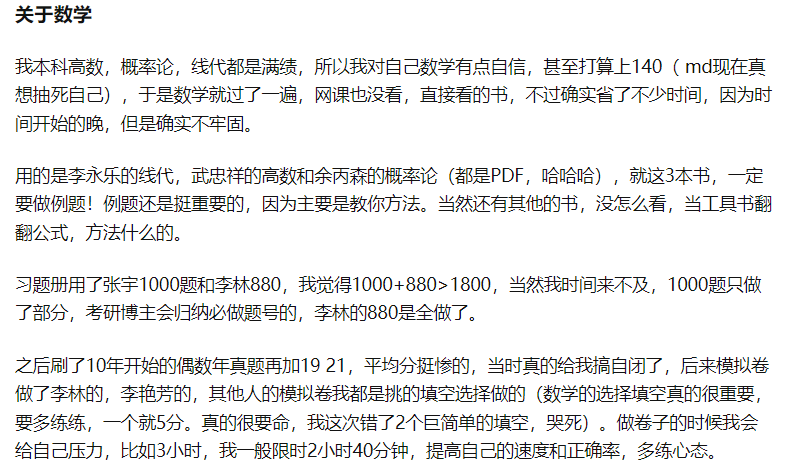 关于数学
我本科高数，概率论，线代都是满绩，所以我对自己数学有点自信，甚至打算上140（ md现在真
想抽死自己），于是数学就过了一遍，网课也没看，直接看的书，不过确实省了不少时间，因为时
间开始的晚，但是确实不牢固。
用的是李永乐的线代，武忠祥的高数和余丙森的概率论（都是PDF，哈哈哈），就这3本书，一定
要做例题！例题还是挺重要的，因为主要是教你方法。当然还有其他的书，没怎么看，当工具书翻
翻公式，方法什么的。
习题册用了张宇1000题和李林880，我觉得1000+880>1800，当然我时间来不及，1000题只做
了部分，考研博主会归纳必做题号的，李林的880是全做了。
之后刷了10年开始的偶数年真题再加19 21，平均分挺惨的，当时真的给我搞自闭了，后来模拟卷
做了李林的，李艳芳的，其他人的模拟卷我都是挑的填空选择做的（数学的选择填空真的很重要，
要多练练，一个就5分。真的很要命，我这次错了2个巨简单的填空，哭死）。做卷子的时候我会
给自己压力，比如3小时，我一般限时2小时40分钟，提高自己的速度和正确率，多练心态。